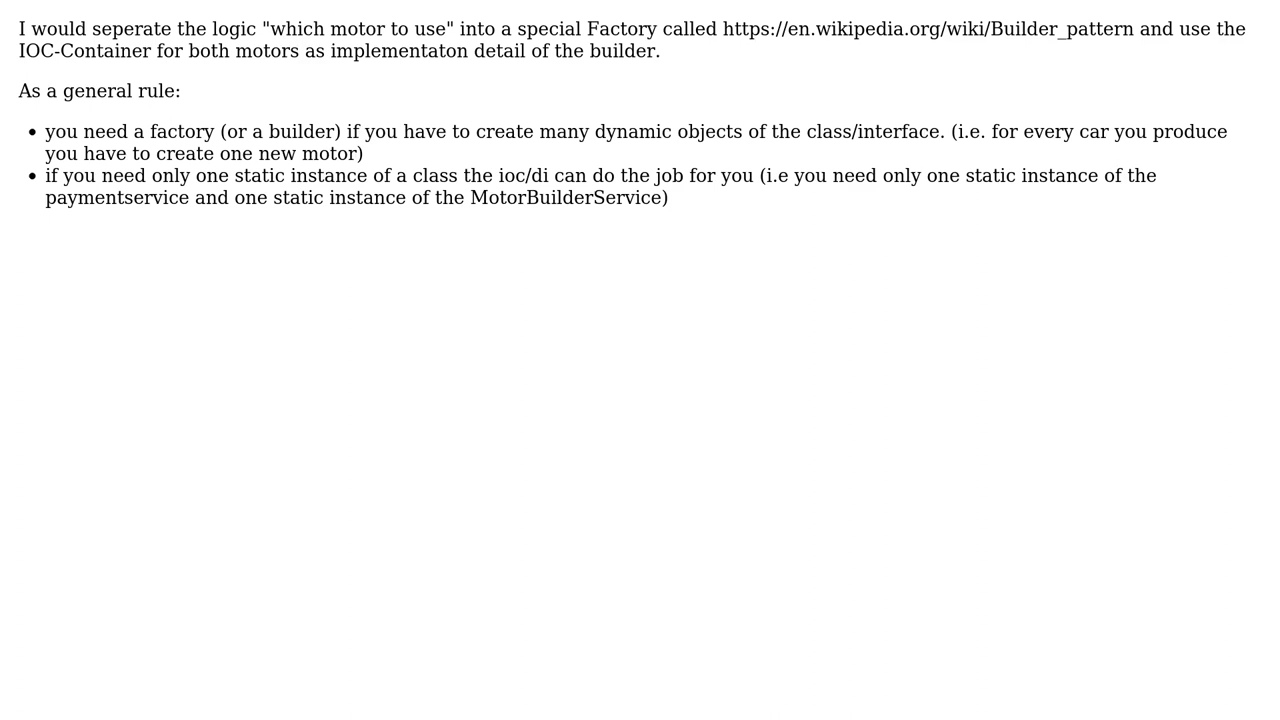 I would seperate the logic "which motor to use" into a special Factory called https://en.wikipedia.org/wiki/Builder_pattern and use the
IOC-Container for both motors as implementaton detail of the builder.
As a general rule:
• you need a factory (or a builder) if you have to create many dynamic objects of the class/interface. (i.e. for every car you produce
you have to create one new motor)
• if you need only one static instance of a class the ioc/di can do the job for you (i.e you need only one static instance of the
paymentservice and one static instance of the MotorBuilderService)